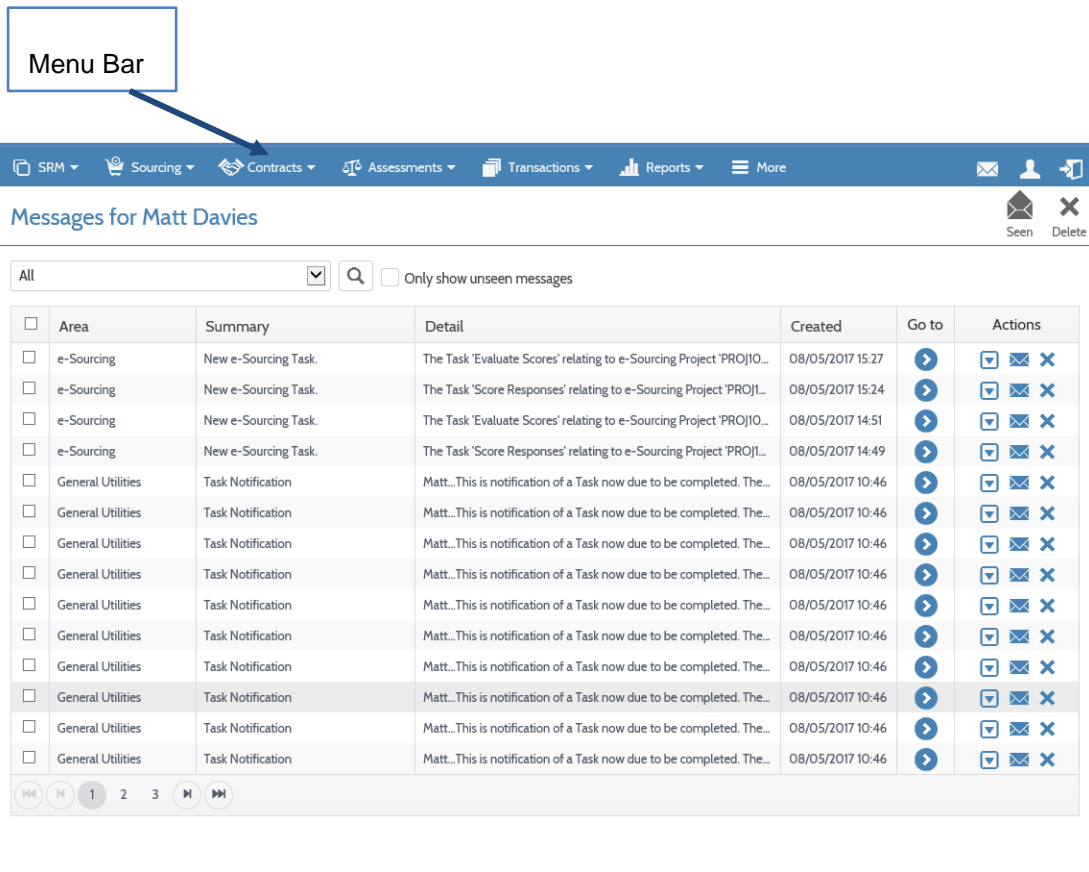 Menu Bar
SRM Sourcing Contracts Assessments Transactions Reports More
Messages for Matt Davies
Seen Delete
All Only show unseen messages
Area Summary Detail Created Go to Actions
e-Sourcing New e-Sourcing Task. The Task 'Evaluate Scores' relating to e-Sourcing Project 'PROJ10... 08/05/2017 15:27
e-Sourcing New e-Sourcing Task. The Task 'Score Responses' relating to e-Sourcing Project 'PROJ1... 08/05/2017 15:24
e-Sourcing New e-Sourcing Task. The Task 'Evaluate Scores' relating to e-Sourcing Project 'PROJ10... 08/05/2017 14:51
e-Sourcing New e-Sourcing Task. The Task 'Score Responses' relating to e-Sourcing Project 'PROJ1... 08/05/2017 14:49
General Utilities Task Notification Matt...This is notification of a Task now due to be completed. The... 08/05/2017 10:46
General Utilities Task Notification Matt...This is notification of a Task now due to be completed. The... 08/05/2017 10:46
General Utilities Task Notification Matt...This is notification of a Task now due to be completed. The... 08/05/2017 10:46
General Utilities Task Notification Matt...This is notification of a Task now due to be completed. The... 08/05/2017 10:46
General Utilities Task Notification Matt...This is notification of a Task now due to be completed. The... 08/05/2017 10:46
General Utilities Task Notification Matt...This is notification of a Task now due to be completed. The... 08/05/2017 10:46
General Utilities Task Notification Matt...This is notification of a Task now due to be completed. The... 08/05/2017 10:46
General Utilities Task Notification Matt...This is notification of a Task now due to be completed. The... 08/05/2017 10:46
General Utilities Task Notification Matt...This is notification of a Task now due to be completed. The... 08/05/2017 10:46
General Utilities Task Notification Matt...This is notification of a Task now due to be completed. The... 08/05/2017 10:46
1 2 3